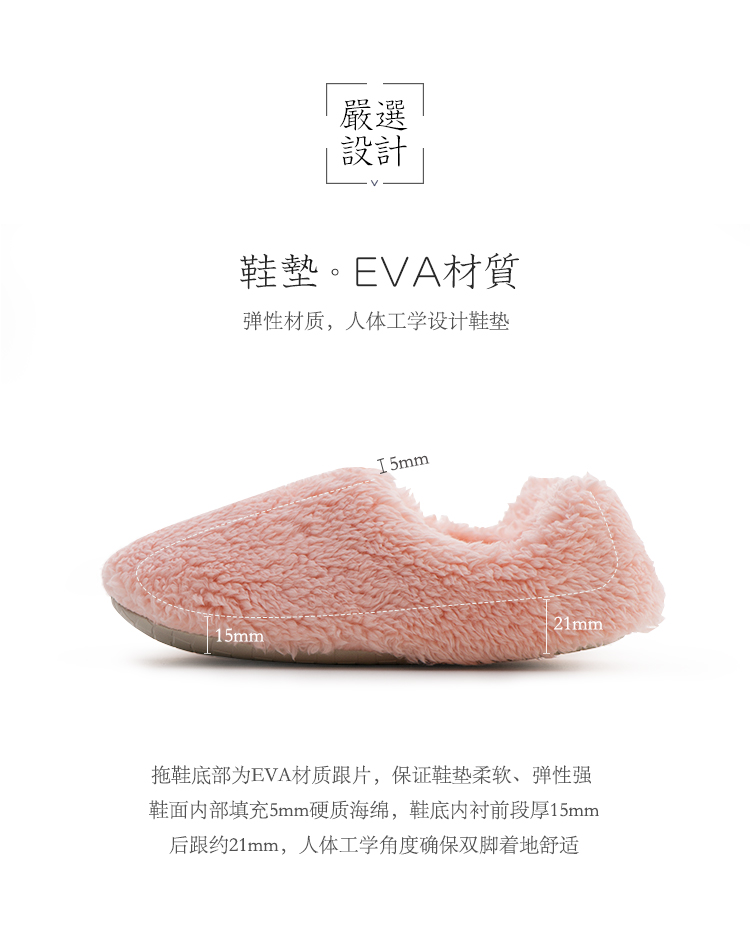 嚴選
設計
鞋墊。EVA材質
弹性材质，人体工学设计鞋垫
5mm
15mm
21mm
拖鞋底部为EVA材质跟片，保证鞋垫柔软、弹性强
鞋面内部填充5mm硬质海绵，鞋底内衬前段厚15mm
后跟约21mm，人体工学角度确保双脚着地舒适